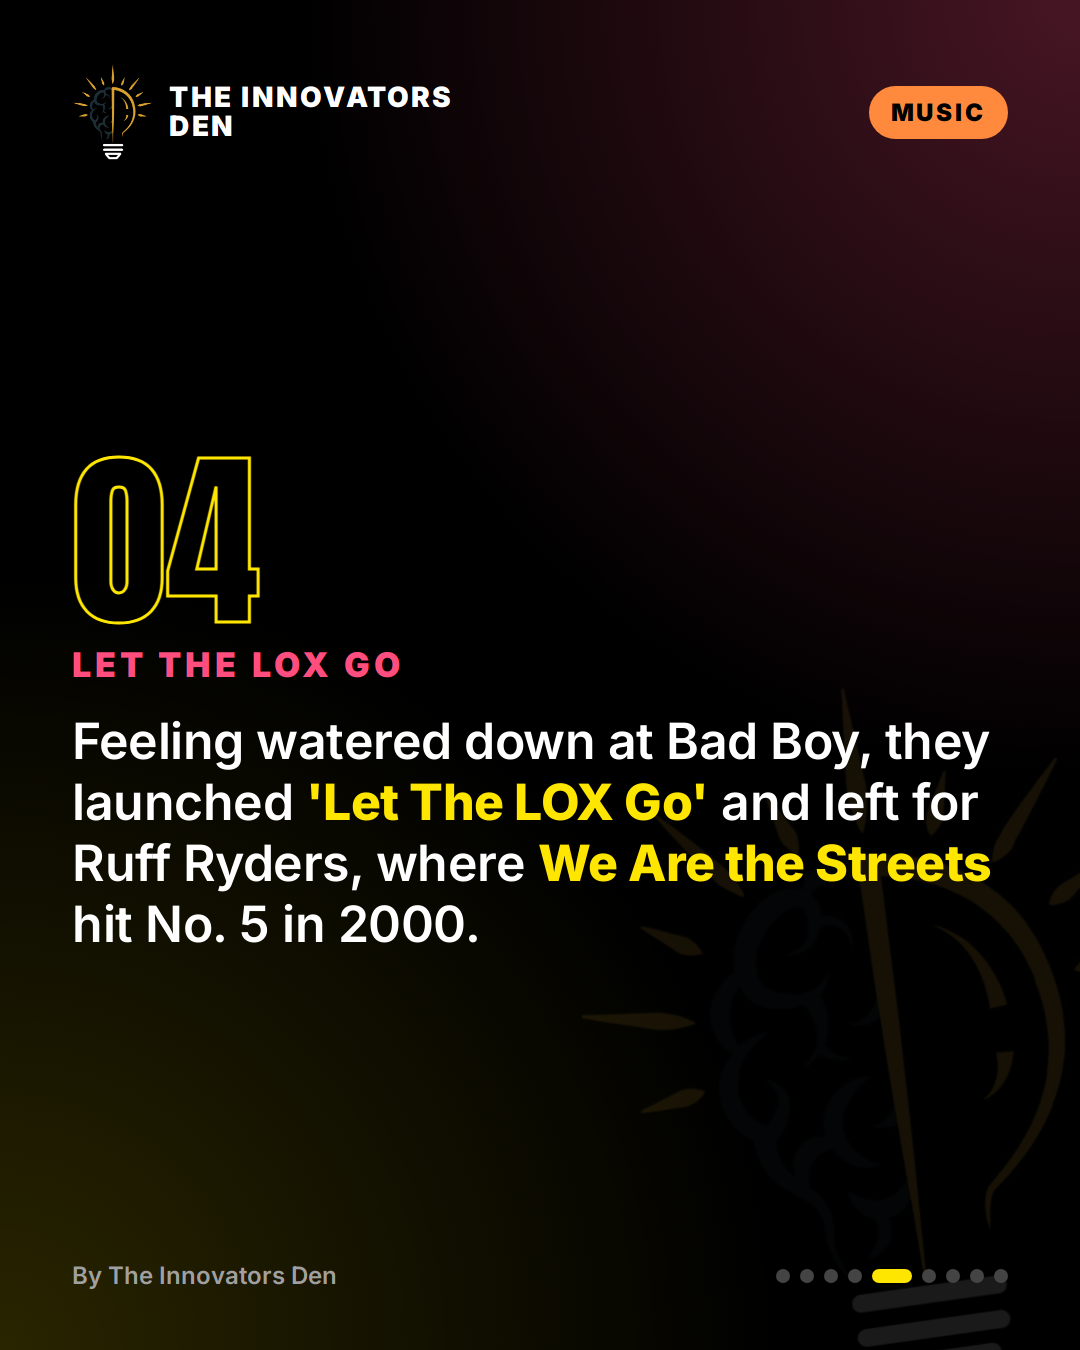 THE INNOVATORS
DEN
MUSIC
04
LET THE LOX GO
Feeling watered down at Bad Boy, they
launched 'Let The LOX Go' and left for
Ruff Ryders, where We Are the Streets
hit No. 5 in 2000.
By The Innovators Den